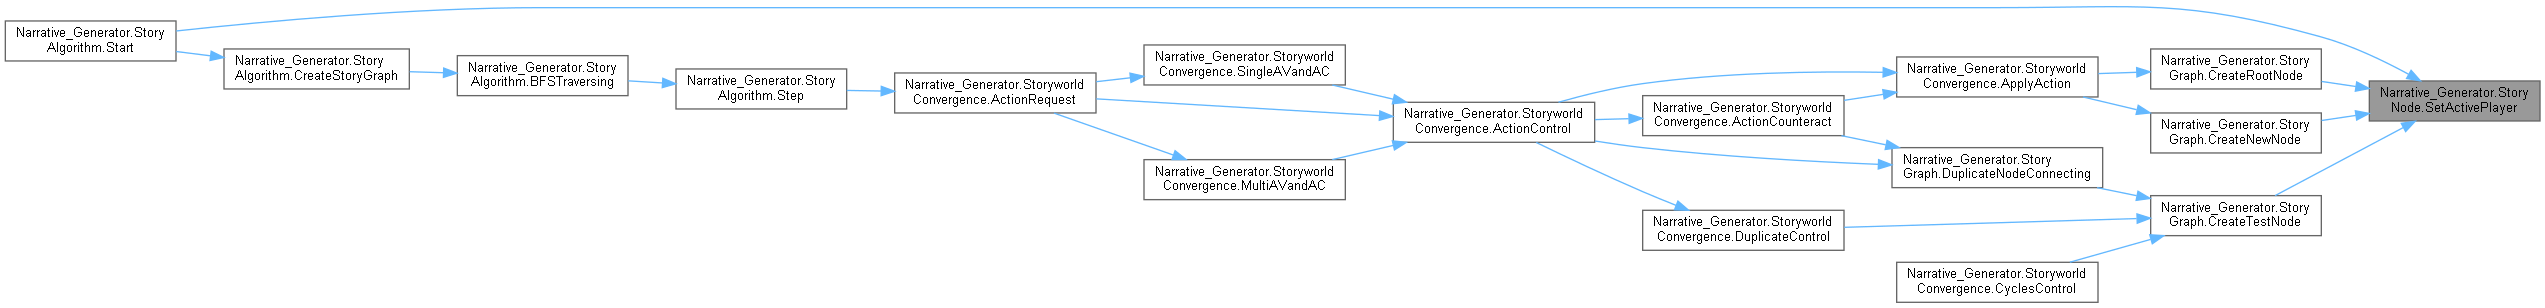 Narrative_Generator.Story
Algorithm.Start
Narrative_Generator.Story
Algorithm.CreateStoryGraph
Narrative_Generator.Story
Algorithm.BFSTraversing
Narrative_Generator.Story
Algorithm.Step
Narrative_Generator.Storyworld
Convergence.ActionRequest
Narrative_Generator.Storyworld
Convergence.SingleAVandAC
Narrative_Generator.Storyworld
Convergence.MultiAVandAC
Narrative_Generator.Storyworld
Convergence.ActionControl
Narrative_Generator.Storyworld
Convergence.ApplyAction
Narrative_Generator.Storyworld
Convergence.ActionCounteract
Narrative_Generator.Story
Graph.DuplicateNodeConnecting
Narrative_Generator.Storyworld
Convergence.DuplicateControl
Narrative_Generator.Storyworld
Convergence.CyclesControl
Narrative_Generator.Story
Graph.CreateRootNode
Narrative_Generator.Story
Graph.CreateNewNode
Narrative_Generator.Story
Graph.CreateTestNode
Narrative_Generator.Story
Node.SetActivePlayer